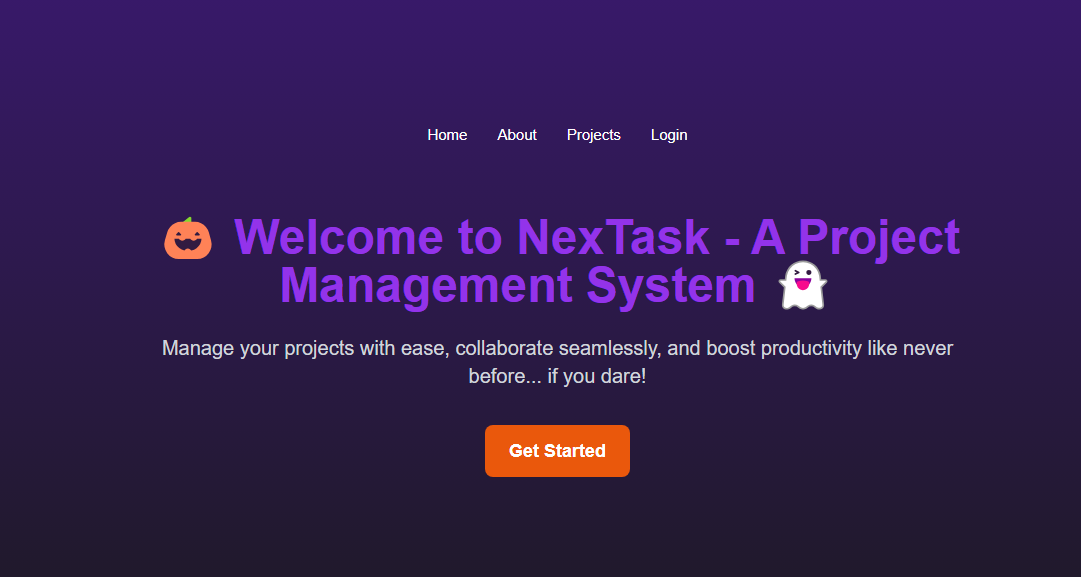 Home About Projects Login
🎃 Welcome to NexTask - A Project
Management System 👻
Manage your projects with ease, collaborate seamlessly, and boost productivity like never
before... if you dare!
Get Started